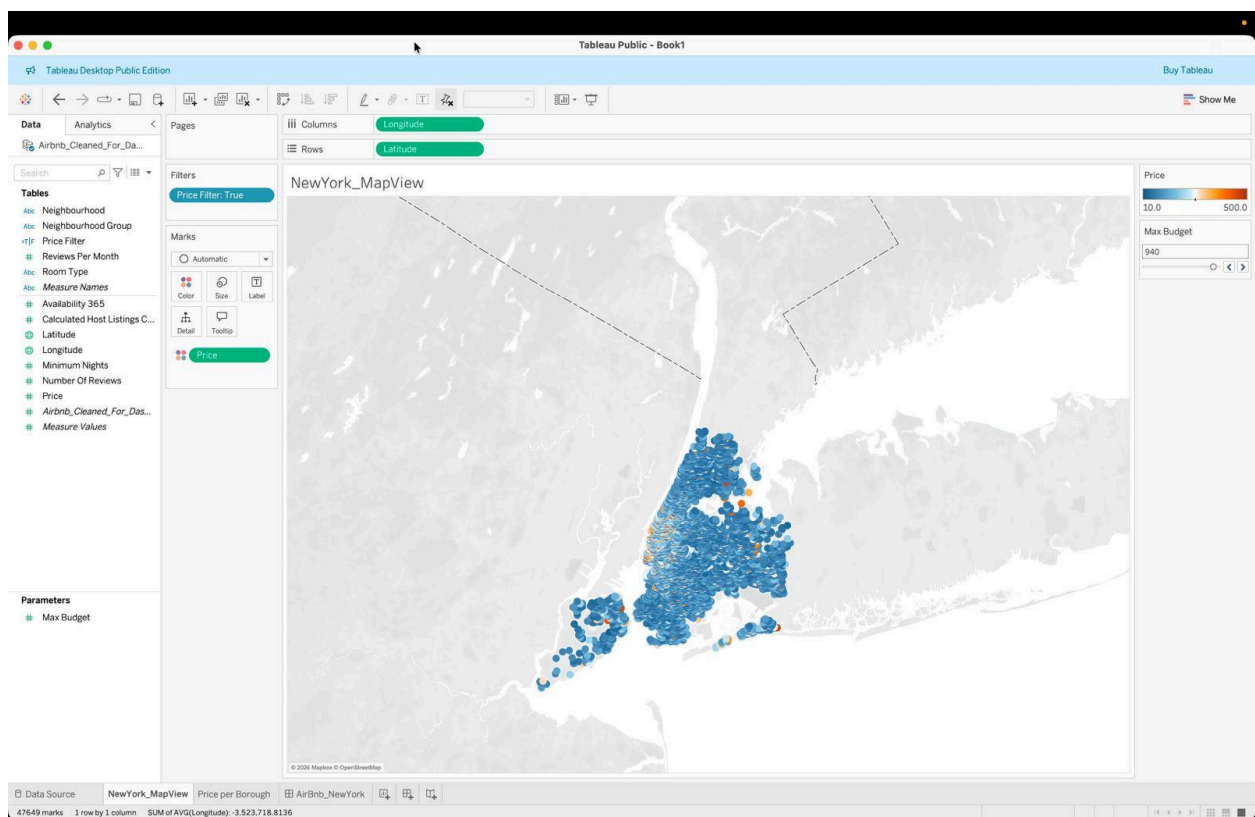 Tableau Public - Book1
Tableau Desktop Public Edition
Buy Tableau
Show Me
Data
Analytics
Airbnb_Cleaned_For_Da...
Search
Tables
Abc Neighbourhood
Abc Neighbourhood Group
=T|F Price Filter
# Reviews Per Month
Abc Room Type
Abc Measure Names
# Availability 365
# Calculated Host Listings C...
Latitude
Longitude
# Minimum Nights
# Number Of Reviews
# Price
# Airbnb_Cleaned_For_Das...
# Measure Values
Parameters
# Max Budget
Pages
Filters
Price Filter: True
Marks
Automatic
Color
Size
Label
Detail
Tooltip
Price
iii Columns
Longitude
Rows
Latitude
NewYork_MapView
© 2026 Mapbox © OpenStreetMap
Price
10.0
500.0
Max Budget
940
Data Source
NewYork_MapView
Price per Borough
AirBnb_NewYork
47649 marks
1 row by 1 column
SUM of AVG(Longitude): -3.523.718.8136